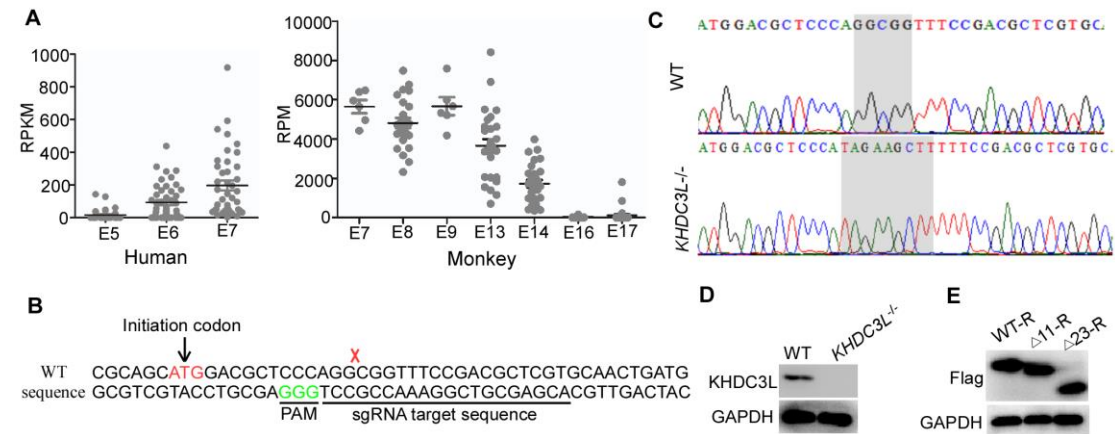 A
RPKM
1000
800
600
400
200
0
E5 E6 E7
Human
RPM
10000
8000
6000
4000
2000
0
E7 E8 E9 E13 E14 E16 E17
Monkey
B
Initiation codon
X
WT CGCAGCATGGACGCTCCCAGGCGGTTTCCGACGCTCGTGCAACTGATG
sequence GCGTCGTACCTGCGAGGGTCCGCCAAAGGCTGCGAGCACGTTGACTAC
PAM sgRNA target sequence
C
WT
ATGGACGCTCCCAGGCGGTTTCCGACGCTCGTGC
KHDC3L-/-
ATGGACGCTCCCATAGAAGCTTTTTCCGACGCTCGTGC
D
WT KHDC3L-/-
KHDC3L
GAPDH
E
WT-R △11-R △23-R
Flag
GAPDH